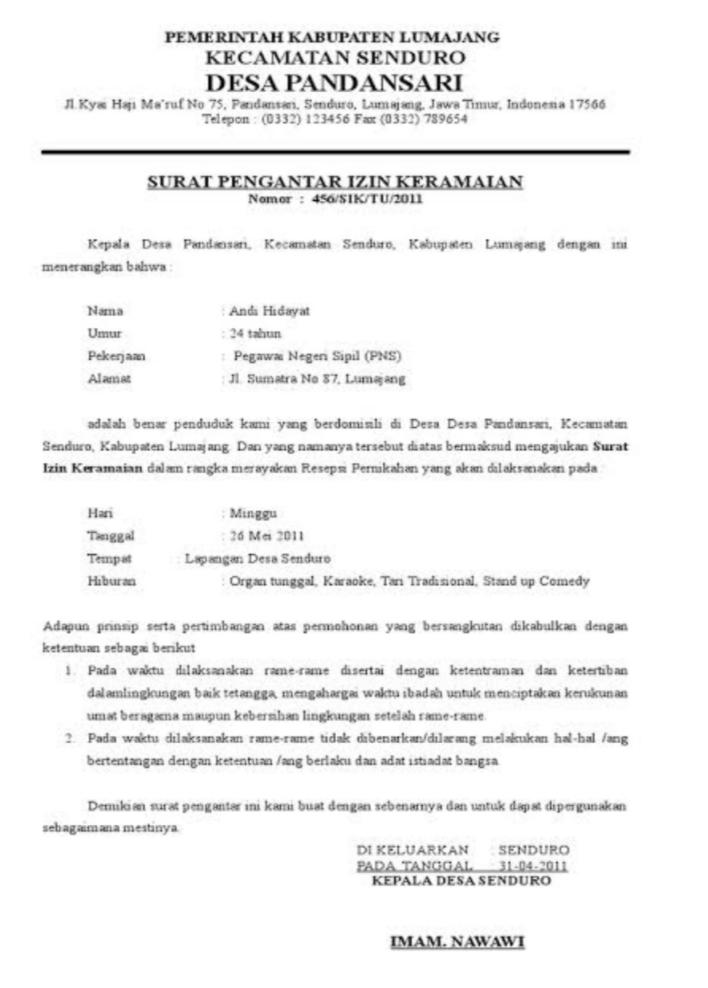 PEMERINTAH KABUPATEN LUMAJANG
KECAMATAN SENDURO
DESA PANDANSARI
Jl.Kyai Haji Ma'ruf No 75, Pandansari, Senduro, Lumajang, Jawa Timur, Indonesia 17566
Telepon : (0332) 123456 Fax (0332) 789654
SURAT PENGANTAR IZIN KERAMAIAN
Nomor : 456/SIK/TU/2011
Kepala Desa Pandansari, Kecamatan Senduro, Kabupaten Lumajang dengan ini
menerangkan bahwa :
Nama : Andi Hidayat
Umur : 24 tahun
Pekerjaan : Pegawai Negeri Sipil (PNS)
Alamat : Jl. Sumatra No 87, Lumajang
adalah benar penduduk kami yang berdomisili di Desa Desa Pandansari, Kecamatan
Senduro, Kabupaten Lumajang. Dan yang namanya tersebut diatas bermaksud mengajukan Surat
Izin Keramaian dalam rangka merayakan Resepsi Pernikahan yang akan dilaksanakan pada
Hari : Minggu
Tanggal : 26 Mei 2011
Tempat : Lapangan Desa Senduro
Hiburan : Organ tunggal, Karaoke, Tari Tradisional, Stand up Comedy
Adapun prinsip serta pertimbangan atas permohonan yang bersangkutan dikabulkan dengan
ketentuan sebagai berikut
1. Pada waktu dilaksanakan rame-rame disertai dengan ketentraman dan ketertiban
dalamlingkungan baik tetangga, mengahargai waktu ibadah untuk menciptakan kerukunan
umat beragama maupun kebersihan lingkungan setelah rame-rame.
2. Pada waktu dilaksanakan rame-rame tidak dibenarkan/dilarang melakukan hal-hal /ang
bertentangan dengan ketentuan /ang berlaku dan adat istiadat bangsa.
Demikian surat pengantar ini kami buat dengan sebenarnya dan untuk dapat dipergunakan
sebagaimana mestinya.
DI KELUARKAN : SENDURO
PADA TANGGAL : 31-04-2011
KEPALA DESA SENDURO
IMAM. NAWAWI